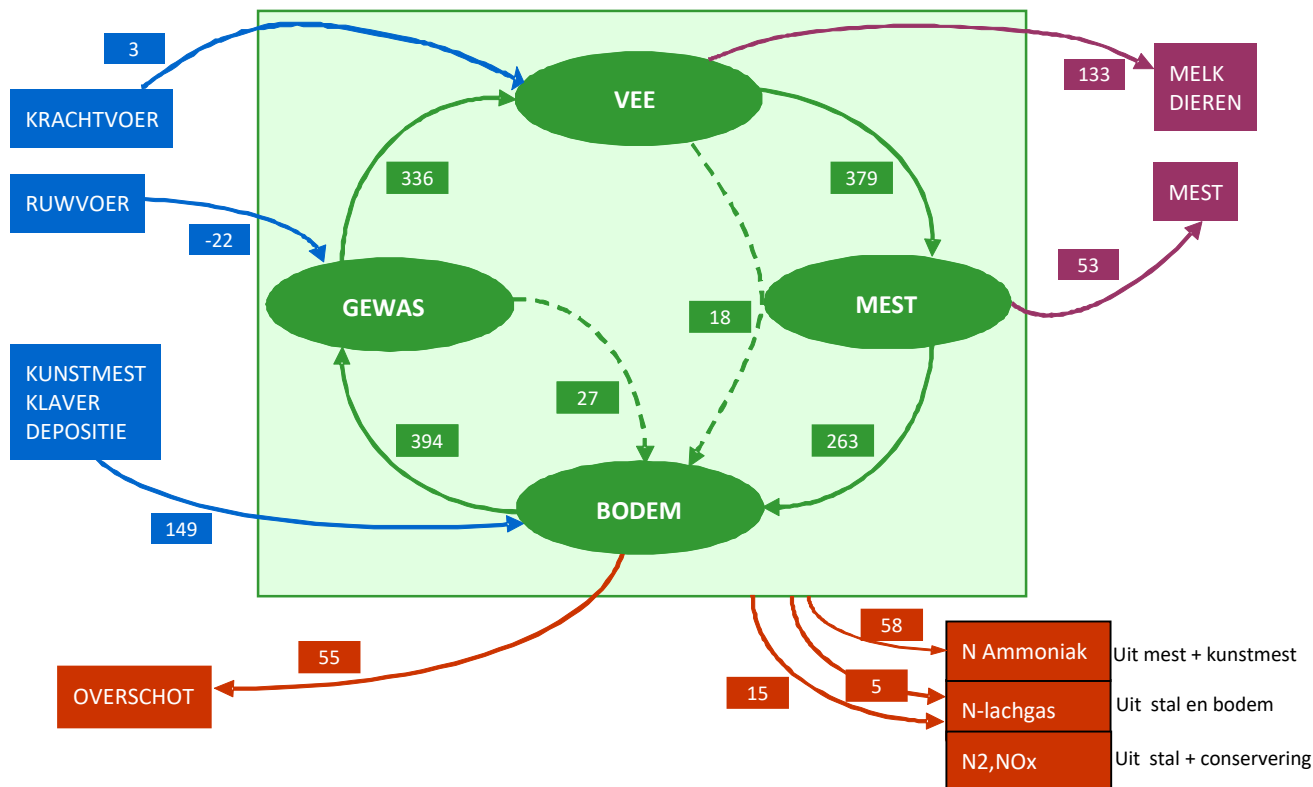 3
VEE
133
MELK
DIEREN
KRACHTVOER
336
379
MEST
RUWVOER
-22
53
GEWAS
MEST
18
KUNSTMEST
KLAVER
DEPOSITIE
27
394
263
BODEM
149
58
N Ammoniak
Uit mest + kunstmest
55
OVERSCHOT
15
5
N-lachgas
Uit  stal en bodem
N2,NOx
Uit  stal + conservering